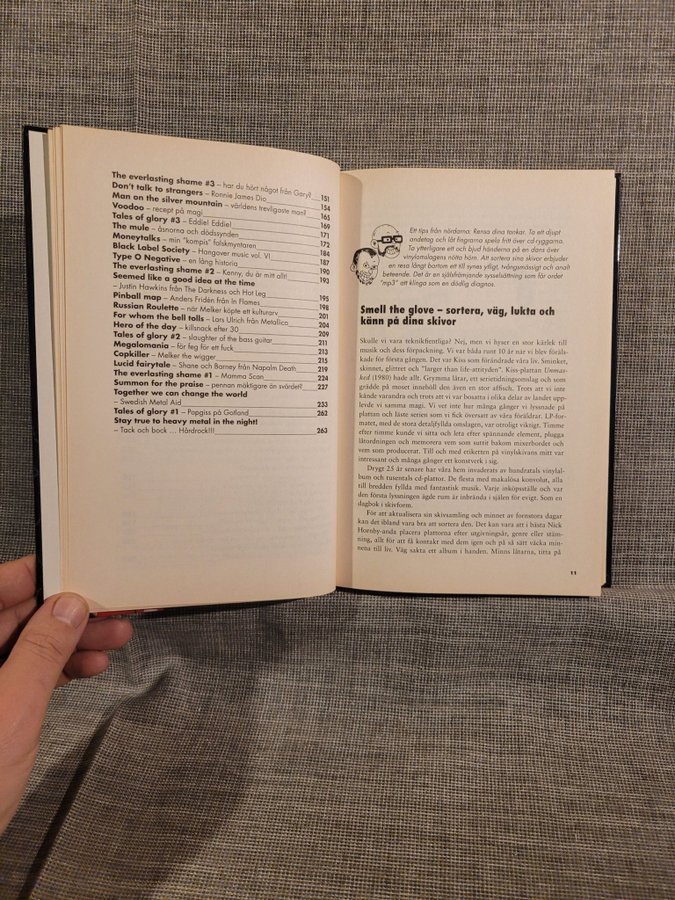 The everlasting shame #3 – har du hört något från Gary? 151
Don't talk to strangers – Ronnie James Dio 154
Man on the silver mountain – världens trevligaste man? 165
Voodoo – recept på magi 169
Tales of glory #3 – Eddie! Eddie! 171
The mule – åsnorna och dödssynden 172
Moneytalks – min "kompis" falskmyntaren 184
Black Label Society – Hangover music vol. VI 187
Type O Negative – en lång historia 190
The everlasting shame #2 – Kenny, du är mitt allt! 193
Seemed like a good idea at the time
– Justin Hawkins från The Darkness och Hot Leg 195
Pinball map – Anders Fridén från In Flames 198
Russian Roulette – när Melker köpte ett kulturarv 201
For whom the bell tolls – Lars Ulrich från Metallica 204
Hero of the day – killsnack efter 30 209
Tales of glory #2 – slaughter of the bass guitar 211
Megalomania – för feg för ett fuck 213
Copkiller – Melker the wigger 215
Lucid fairytale – Shane och Barney från Napalm Death 219
The everlasting shame #1 – Mamma Scan 224
Summon for the praise – pennan mäktigare än svärdet? 227
Together we can change the world
– Swedish Metal Aid 233
Tales of glory #1 – Popgiss på Gotland 262
Stay true to heavy metal in the night!
– Tack och bock ... Hårdrock!!! 263
Ett tips från nördarna: Rensa dina tankar. Ta ett djupt
andetag och låt fingrarna spela fritt över cd-ryggarna.
Ta ytterligare ett och bjud händerna på en dans över
vinylomslagens nötta hörn. Att sortera sina skivor erbjuder
en resa långt bortom ett till synes ytligt, tvångsmässigt och analt
beteende. Det är en självfrämjande sysselsättning som får ordet
"mp3" att klinga som en dödlig diagnos.
Smell the glove – sortera, väg, lukta och
känn på dina skivor
Skulle vi vara teknikfientliga? Nej, men vi hyser en stor kärlek till
musik och dess förpackning. Vi var båda runt 10 år när vi blev föräls-
kade för första gången. Det var Kiss som förändrade våra liv. Sminket,
skinnet, glittret och "larger than life-attityden". Kiss-plattan Unmas-
ked (1980) hade allt. Grymma låtar, ett serietidningsomslag och som
grädde på moset innehöll den även en stor affisch. Trots att vi inte
kände varandra och trots att vi var bosatta i olika delar av landet upp-
levde vi samma magi. Vi vet inte hur många gånger vi lyssnade på
plattan och läste serien som vi fick översatt av våra föräldrar. LP-for-
matet, med de stora detaljfyllda omslagen, var otroligt viktigt. Timme
efter timme kunde vi sitta och leta efter spännande element, plugga
låtordningen och memorera vem som suttit bakom mixerbordet och
vem som producerat. Till och med etiketten på vinylskivans mitt var
intressant och många gånger ett konstverk i sig.
Drygt 25 år senare har våra hem invaderats av hundratals vinylal-
bum och tusentals cd-plattor. De flesta med makalösa konvolut, alla
till bredden fyllda med fantastisk musik. Varje inköpsställe och var
den första lyssningen ägde rum är inbrända i själen för evigt. Som en
dagbok i skivform.
För att aktualisera sin skivsamling och minnet av fornstora dagar
kan det ibland vara bra att sortera den. Det kan vara att i bästa Nick
Hornby-anda placera plattorna efter utgivningsår, genre eller stäm-
ning, allt för att få kontakt med dem igen och på så sätt väcka min-
nena till liv. Väg sakta ett album i handen. Minns låtarna, titta på
11